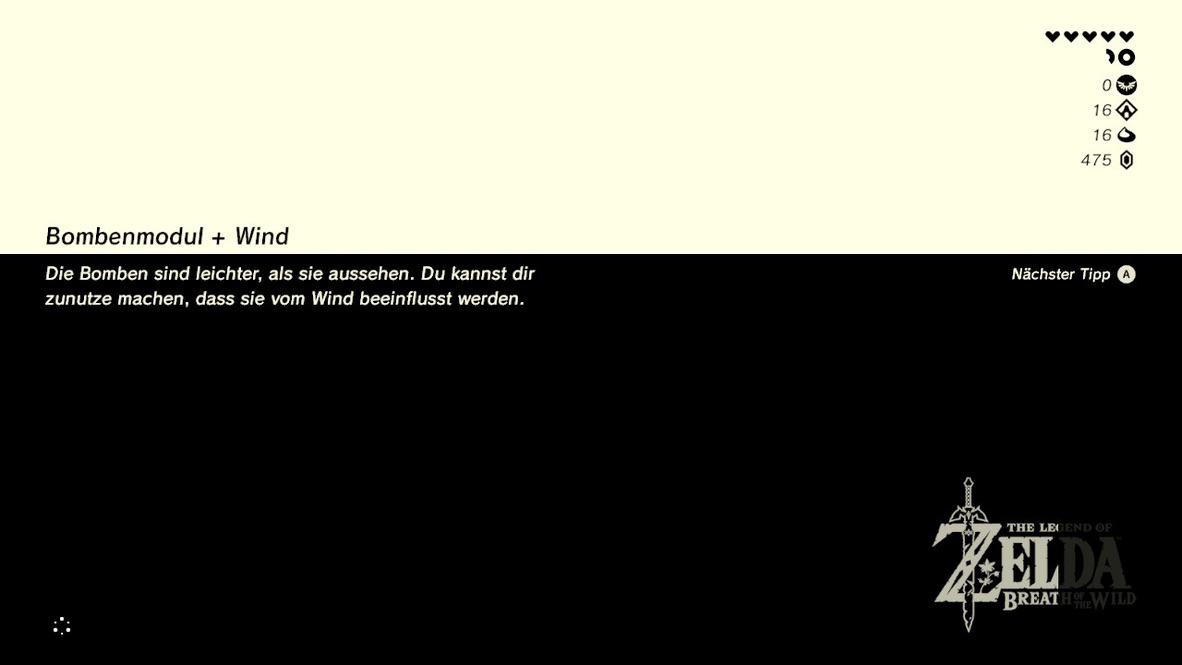 0
16
16
475
Bombenmodul + Wind
Die Bomben sind leichter, als sie aussehen. Du kannst dir
zunutze machen, dass sie vom Wind beeinflusst werden.
Nächster Tipp A
THE LEGEND OF
ZELDA
BREATH OF THE WILD